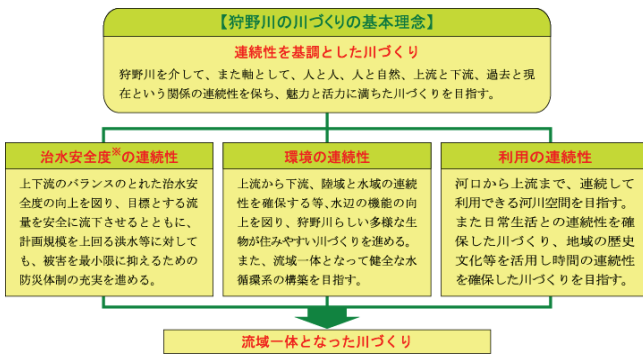 【狩野川の川づくりの基本理念】
連続性を基調とした川づくり
狩野川を介して、また軸として、人と人、人と自然、上流と下流、過去と現
在という関係の連続性を保ち、魅力と活力に満ちた川づくりを目指す。
治水安全度※の連続性
上下流のバランスのとれた治水安
全度の向上を図り、目標とする流
量を安全に流下させるとともに、
計画規模を上回る洪水等に対して
も、被害を最小限に抑えるための
防災体制の充実を進める。
環境の連続性
上流から下流、陸域と水域の連続
性を確保する等、水辺の機能の向
上を図り、狩野川らしい多様な生
物が住みやすい川づくりを進める。
また、流域一体となって健全な水
循環系の構築を目指す。
利用の連続性
河口から上流まで、連続して
利用できる河川空間を目指す。
また日常生活との連続性を確
保した川づくり、地域の歴史
文化等を活用し時間の連続性
を確保した川づくりを目指す。
流域一体となった川づくり